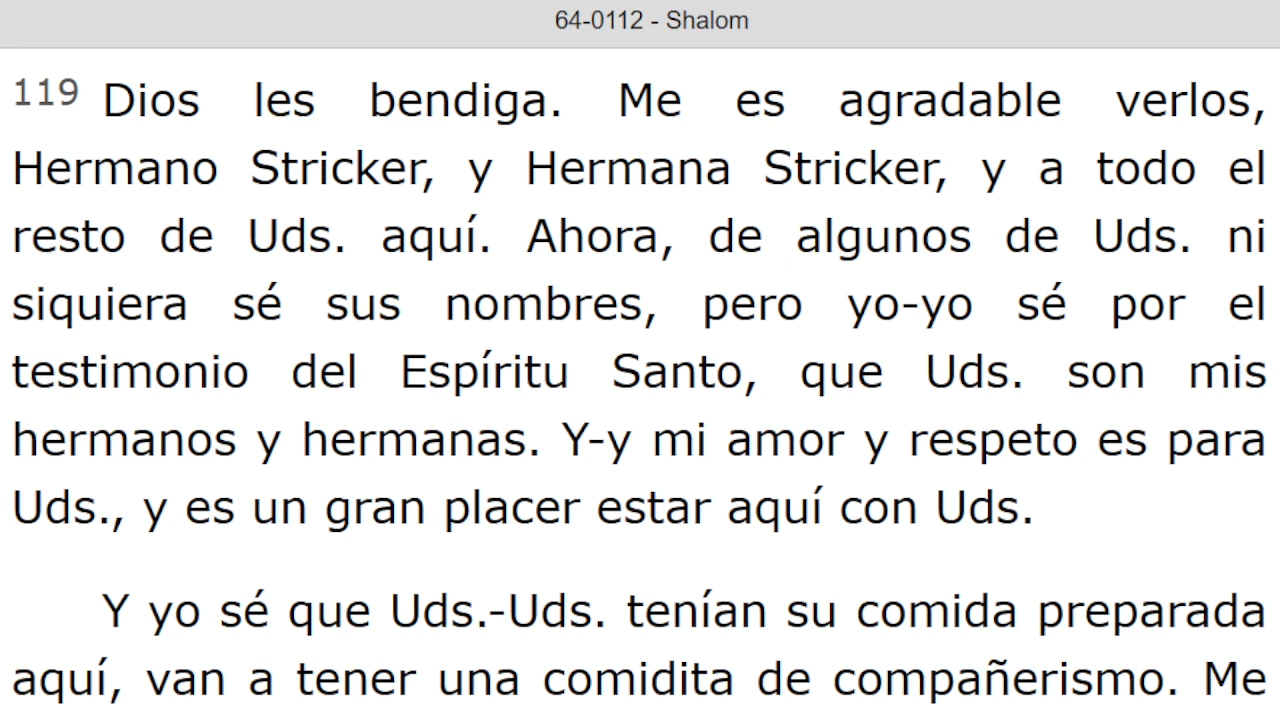 64-0112 - Shalom
119 Dios les bendiga. Me es agradable verlos,
Hermano Stricker, y Hermana Stricker, y a todo el
resto de Uds. aquí. Ahora, de algunos de Uds. ni
siquiera sé sus nombres, pero yo-yo sé por el
testimonio del Espíritu Santo, que Uds. son mis
hermanos y hermanas. Y-y mi amor y respeto es para
Uds., y es un gran placer estar aquí con Uds.
Y yo sé que Uds.-Uds. tenían su comida preparada
aquí, van a tener una comidita de compañerismo. Me